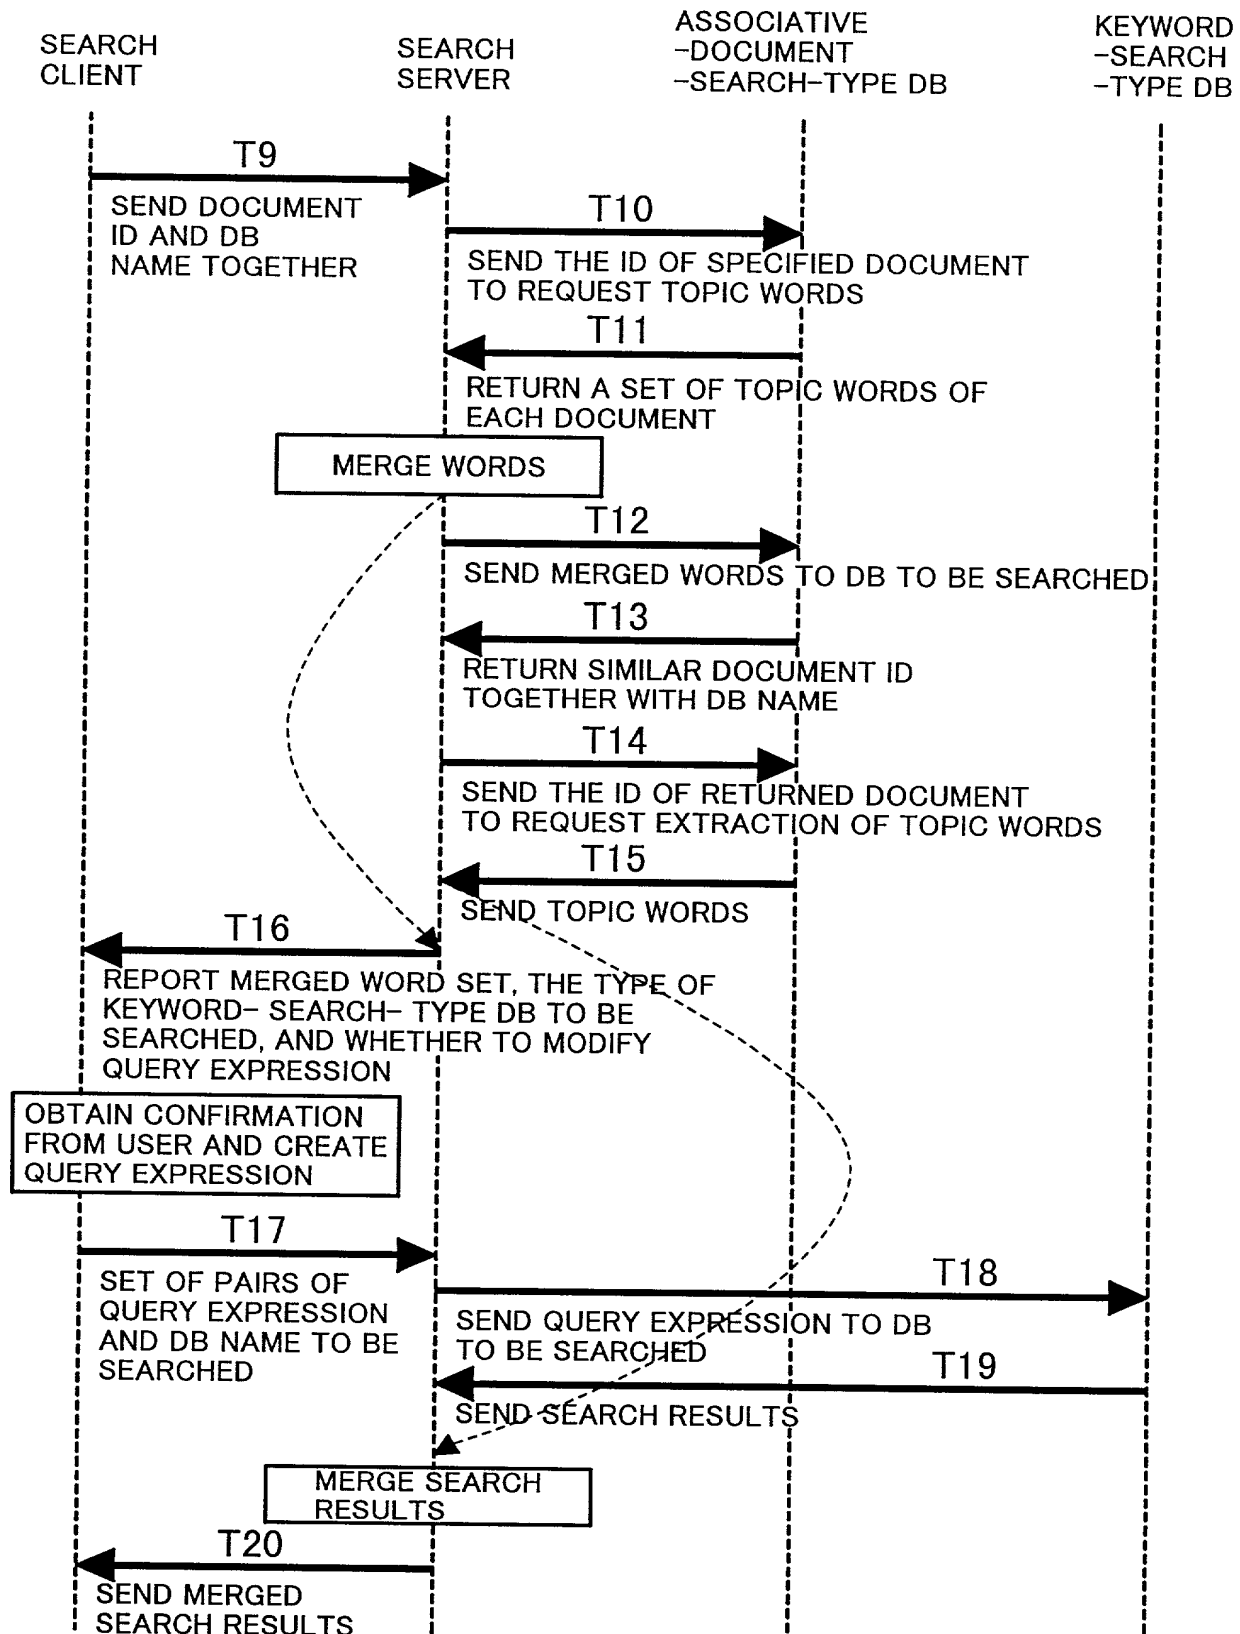 SEARCH
CLIENT
SEARCH
SERVER
ASSOCIATIVE
-DOCUMENT
-SEARCH-TYPE DB
KEYWORD
-SEARCH
-TYPE DB
T9
SEND DOCUMENT
ID AND DB
NAME TOGETHER
T10
SEND THE ID OF SPECIFIED DOCUMENT
TO REQUEST TOPIC WORDS
T11
RETURN A SET OF TOPIC WORDS OF
EACH DOCUMENT
MERGE WORDS
T12
SEND MERGED WORDS TO DB TO BE SEARCHED
T13
RETURN SIMILAR DOCUMENT ID
TOGETHER WITH DB NAME
T14
SEND THE ID OF RETURNED DOCUMENT
TO REQUEST EXTRACTION OF TOPIC WORDS
T15
SEND TOPIC WORDS
T16
REPORT MERGED WORD SET, THE TYPE OF
KEYWORD- SEARCH- TYPE DB TO BE
SEARCHED, AND WHETHER TO MODIFY
QUERY EXPRESSION
OBTAIN CONFIRMATION
FROM USER AND CREATE
QUERY EXPRESSION
T17
SET OF PAIRS OF
QUERY EXPRESSION
AND DB NAME TO BE
SEARCHED
T18
SEND QUERY EXPRESSION TO DB
TO BE SEARCHED
T19
SEND SEARCH RESULTS
MERGE SEARCH
RESULTS
T20
SEND MERGED
SEARCH RESULTS